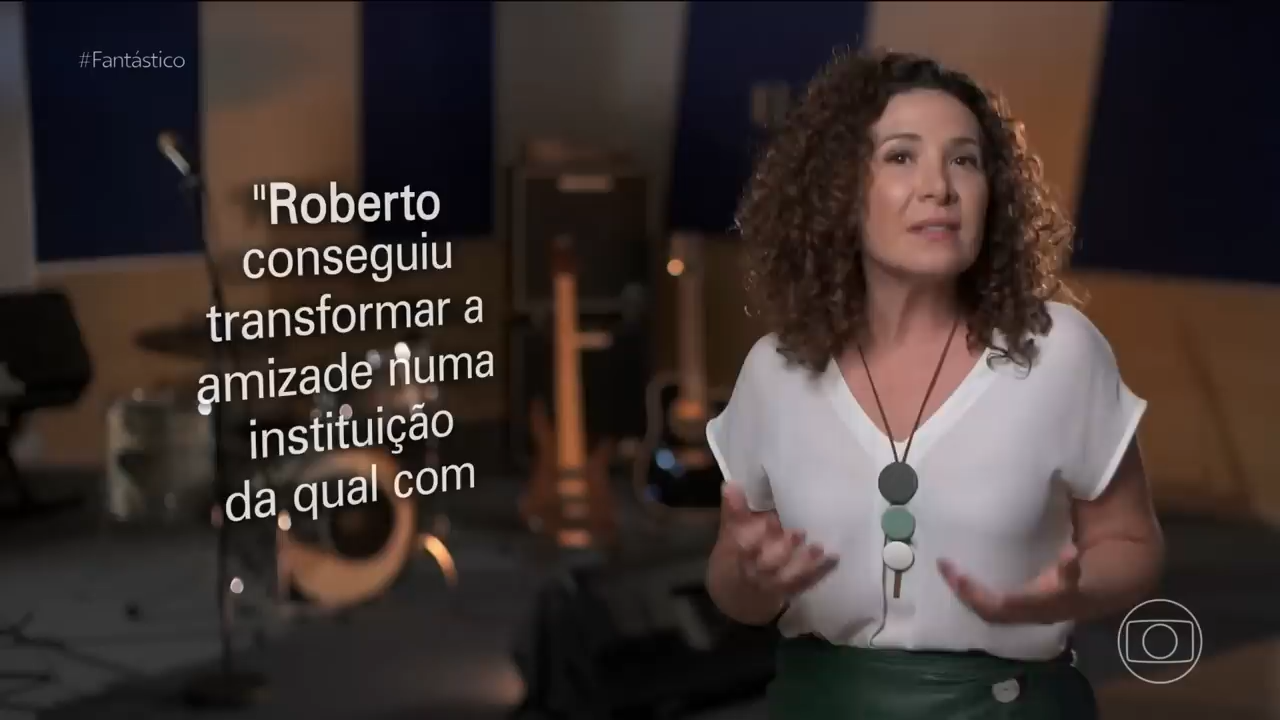 #Fantástico
"Roberto
conseguiu
transformar a
amizade numa
instituição
da qual com